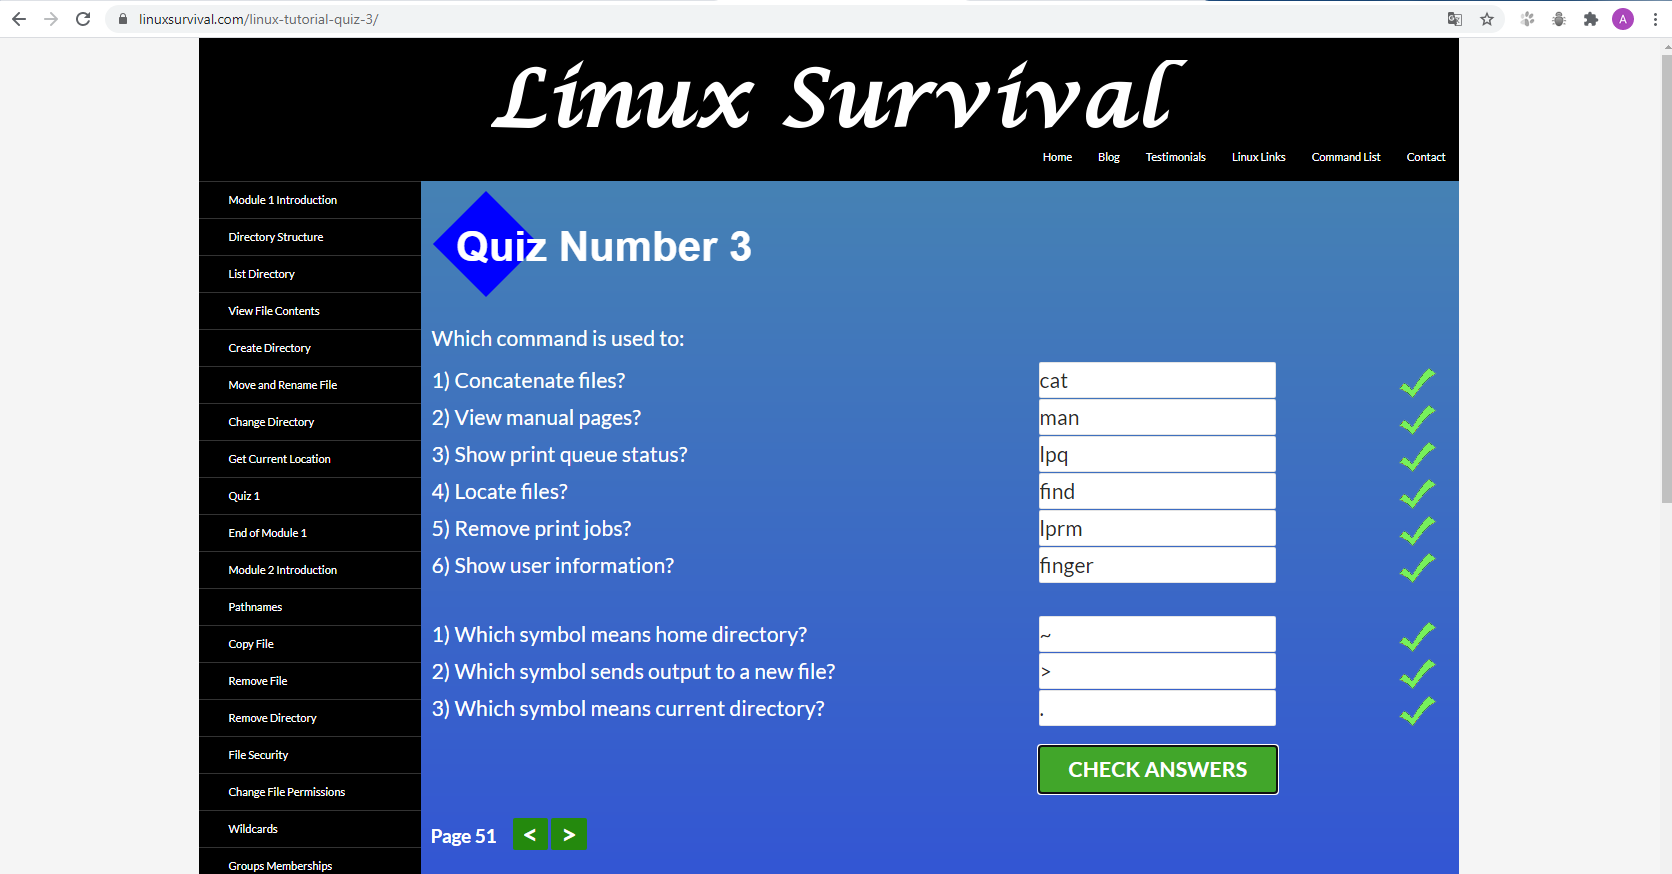 linuxsurvival.com/linux-tutorial-quiz-3/
A
Linux Survival
Home Blog Testimonials Linux Links Command List Contact
Module 1 Introduction
Directory Structure
List Directory
View File Contents
Create Directory
Move and Rename File
Change Directory
Get Current Location
Quiz 1
End of Module 1
Module 2 Introduction
Pathnames
Copy File
Remove File
Remove Directory
File Security
Change File Permissions
Wildcards
Groups Memberships
Quiz Number 3
Which command is used to:
1) Concatenate files? cat
2) View manual pages? man
3) Show print queue status? lpq
4) Locate files? find
5) Remove print jobs? lprm
6) Show user information? finger
1) Which symbol means home directory? ~
2) Which symbol sends output to a new file? >
3) Which symbol means current directory? .
CHECK ANSWERS
Page 51 < >